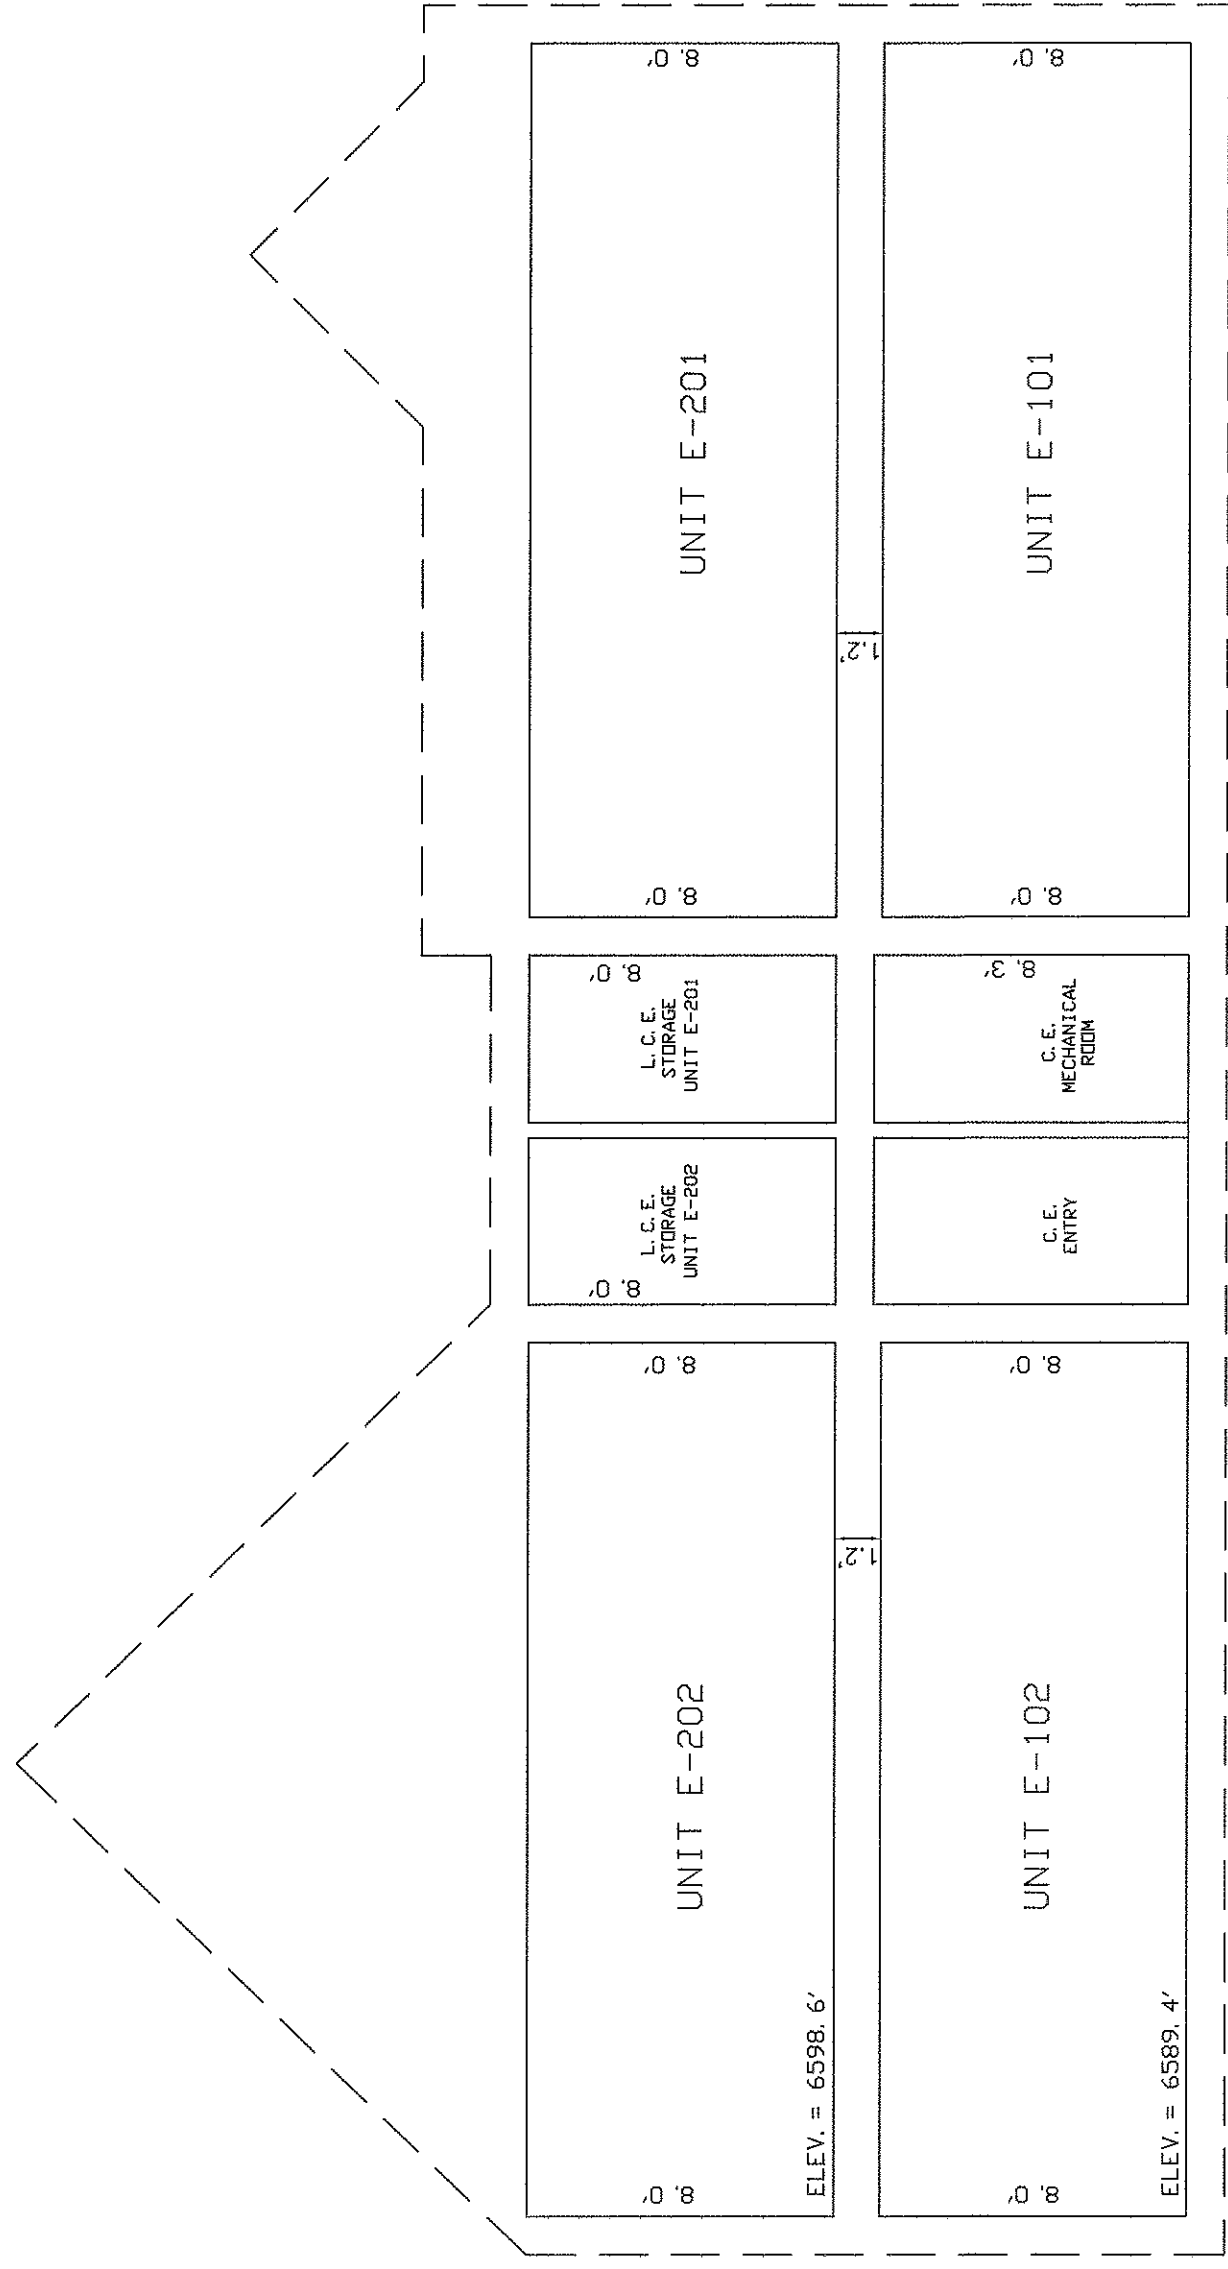 8.0'
UNIT E-202
8.0'
ELEV. = 6598.6'
8.0'
L.C.E.
STORAGE
UNIT E-202
L.C.E.
STORAGE
UNIT E-201
8.0'
8.0'
UNIT E-201
8.0'
1.2'
1.2'
8.0'
UNIT E-102
8.0'
ELEV. = 6589.4'
C.E.
ENTRY
C.E.
MECHANICAL
ROOM
8.3'
8.0'
UNIT E-101
8.0'